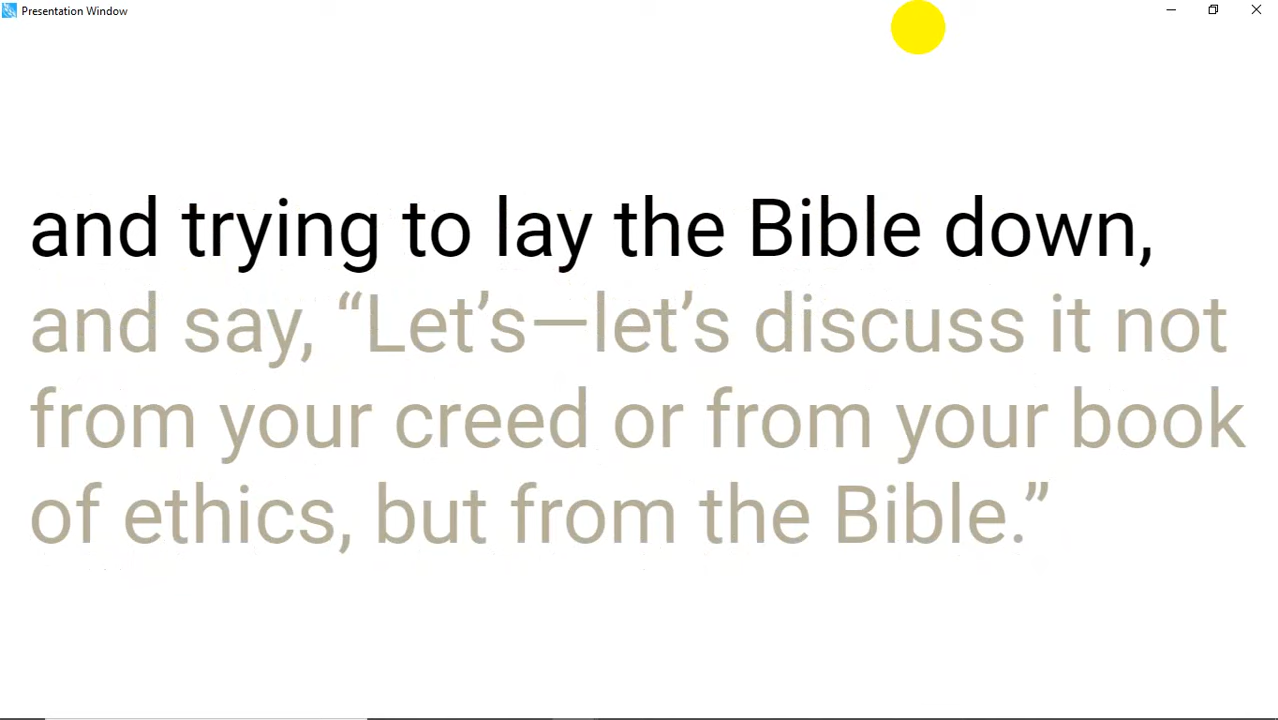 Presentation Window
and trying to lay the Bible down,
and say, “Let’s—let’s discuss it not
from your creed or from your book
of ethics, but from the Bible.”